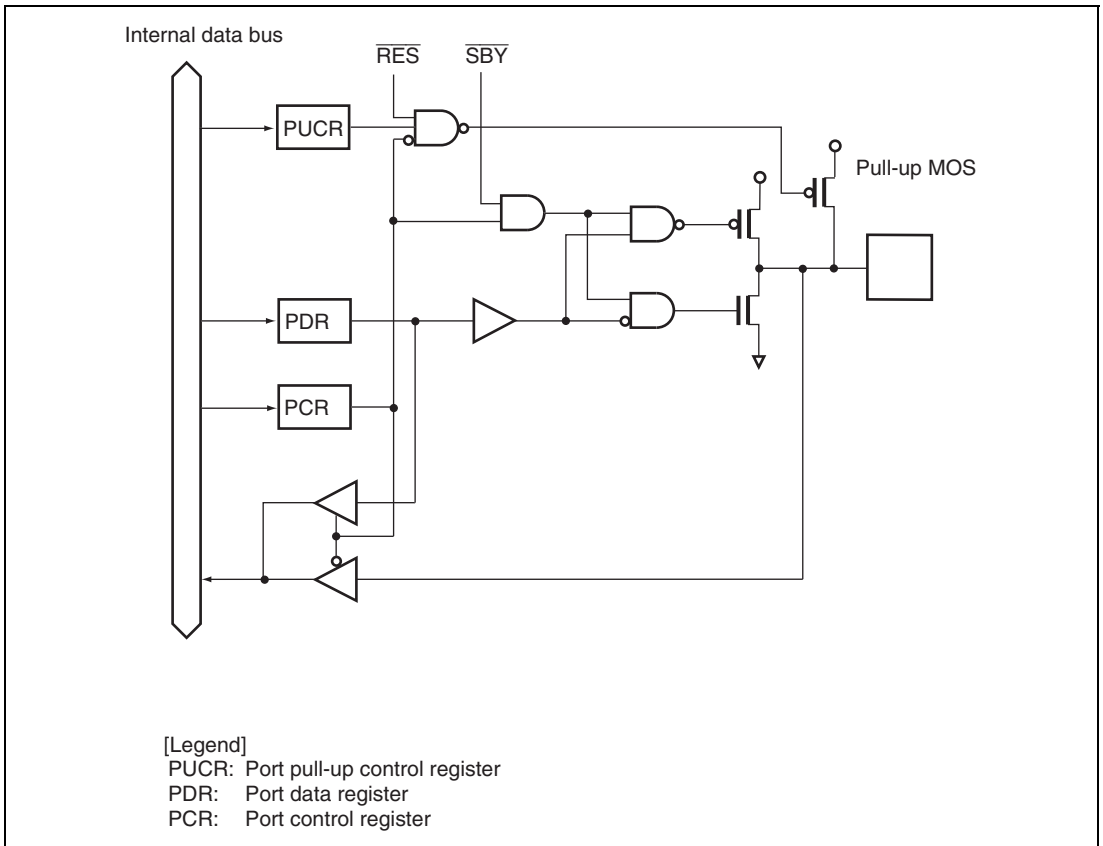 Internal data bus
RES
SBY
PUCR
Pull-up MOS
PDR
PCR
[Legend]
PUCR: Port pull-up control register
PDR: Port data register
PCR: Port control register